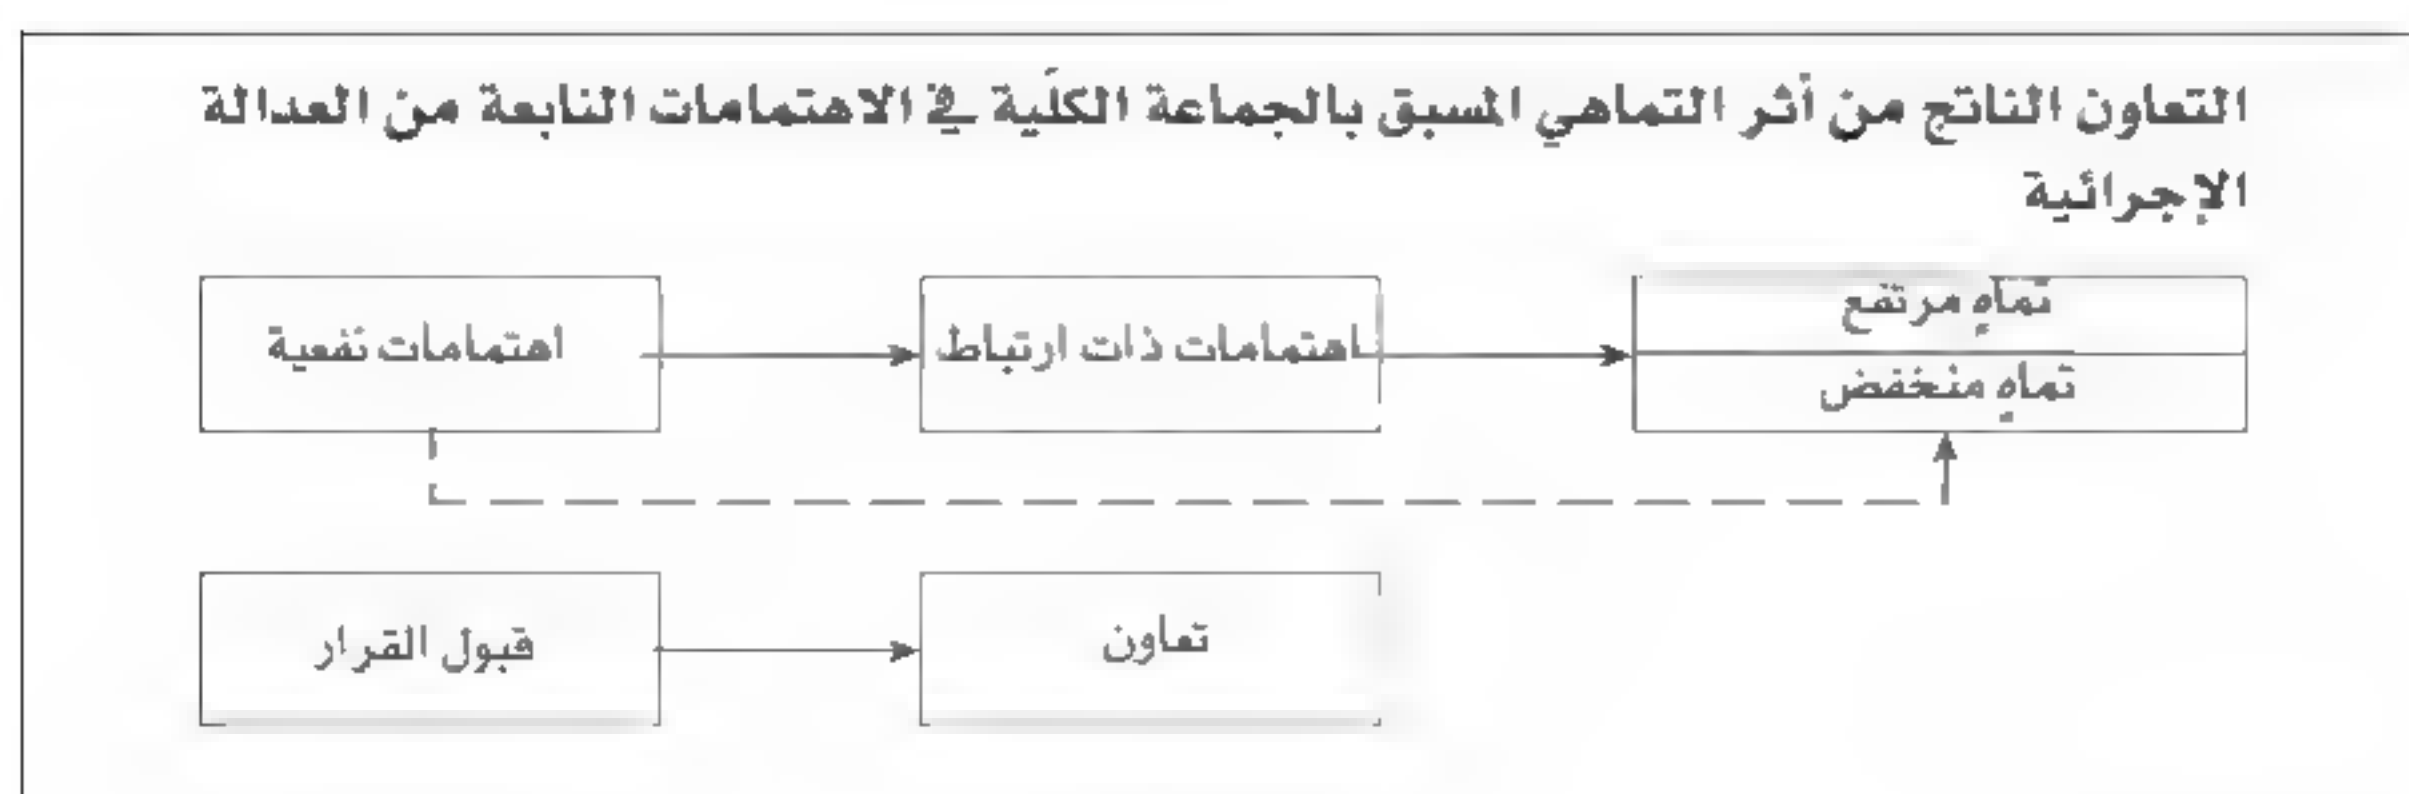 التعاون الناتج من أثر التماهي المسبق بالجماعة الكلّية في الاهتمامات النابعة من العدالة
الإجرائية
تماهٍ مرتفع
اهتمامات ذات ارتباط
اهتمامات نفعية
تماهٍ منخفض
تعاون
قبول القرار